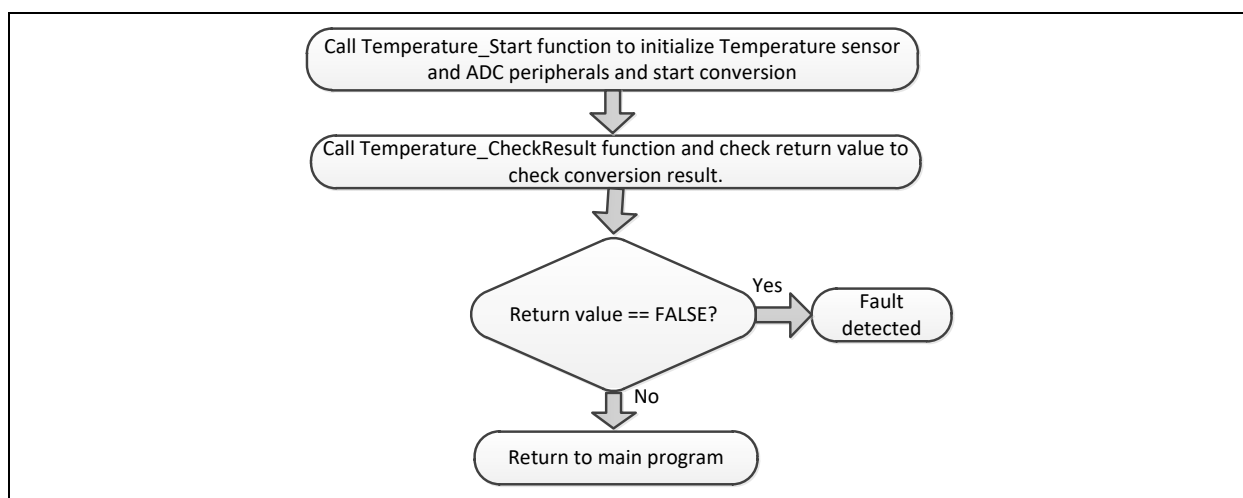 Call Temperature_Start function to initialize Temperature sensor
and ADC peripherals and start conversion
Call Temperature_CheckResult function and check return value to
check conversion result.
Return value == FALSE?
Yes
Fault
detected
No
Return to main program